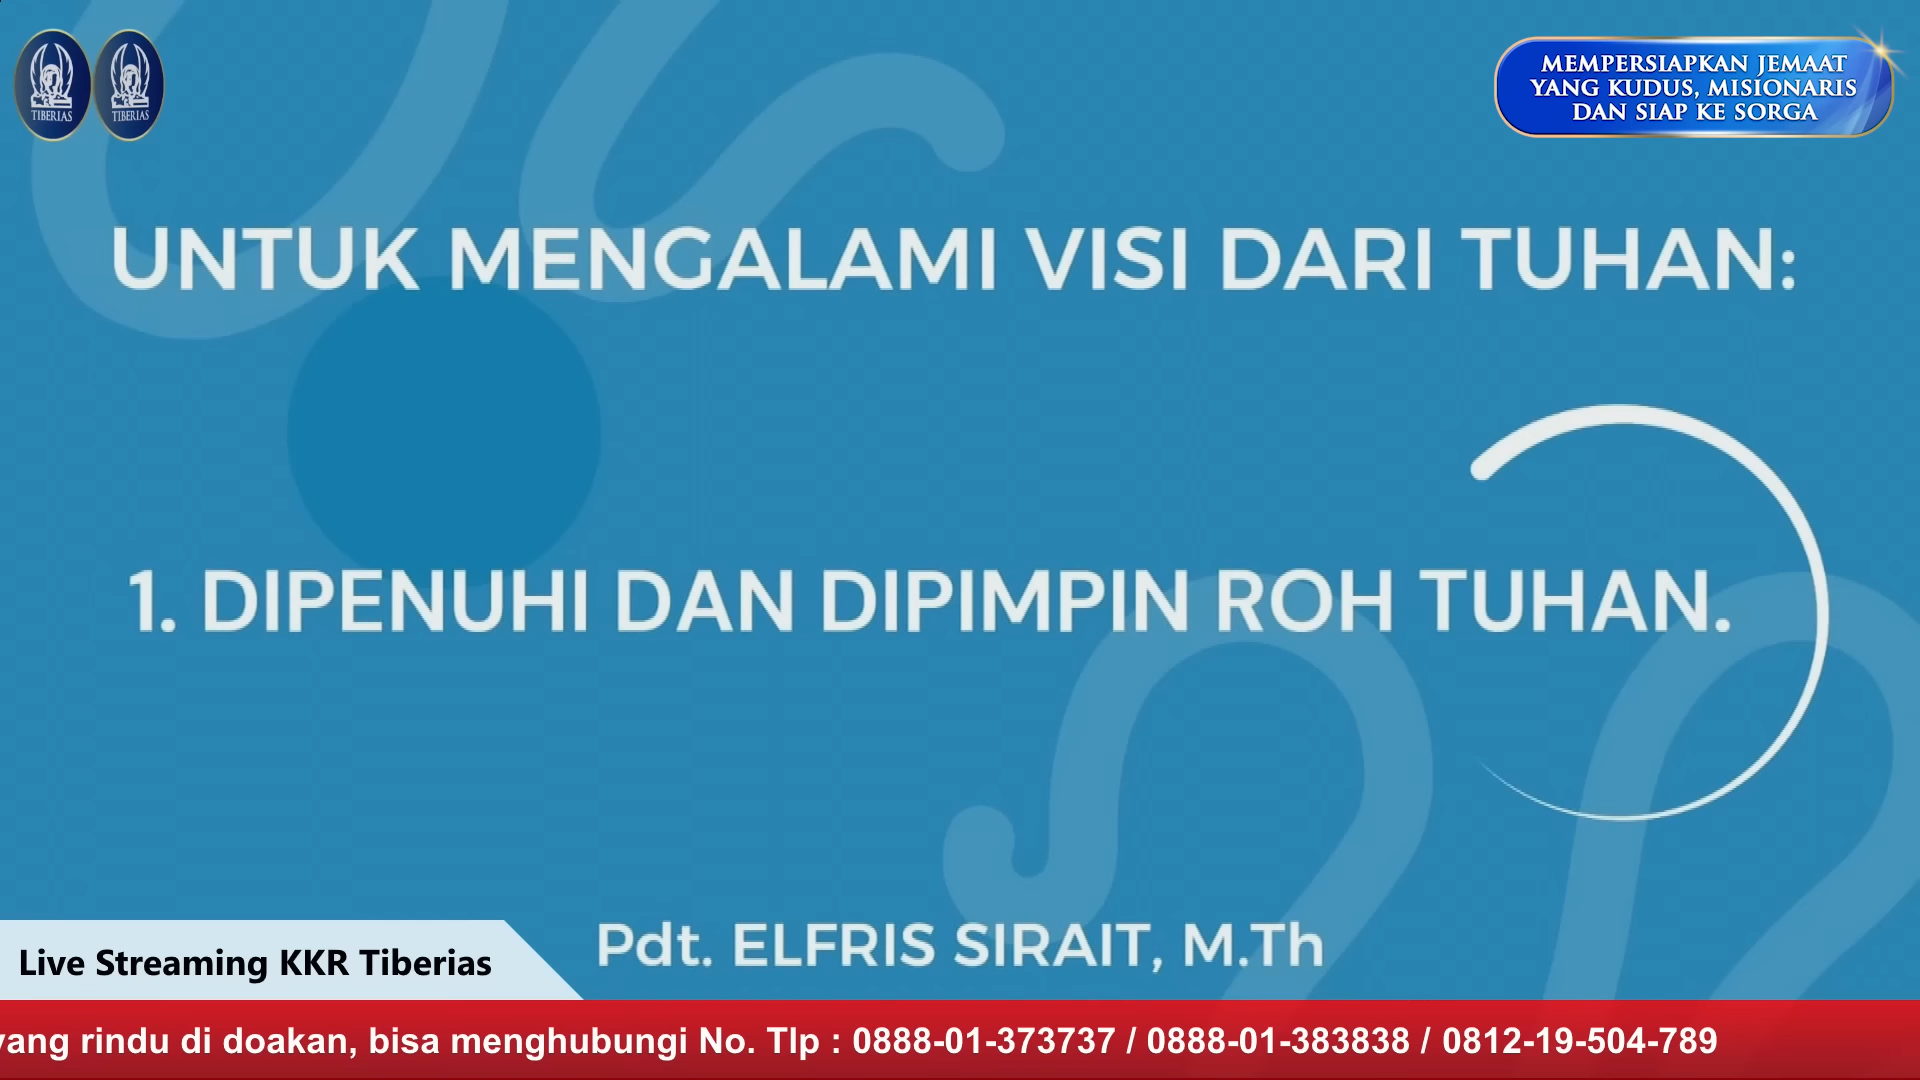 TIBERIAS
TIBERIAS
MEMPERSIAPKAN JEMAAT
YANG KUDUS, MISIONARIS
DAN SIAP KE SORGA
UNTUK MENGALAMI VISI DARI TUHAN:
1. DIPENUHI DAN DIPIMPIN ROH TUHAN.
Pdt. ELFRIS SIRAIT, M.Th
Live Streaming KKR Tiberias
yang rindu di doakan, bisa menghubungi No. Tlp : 0888-01-373737 / 0888-01-383838 / 0812-19-504-789